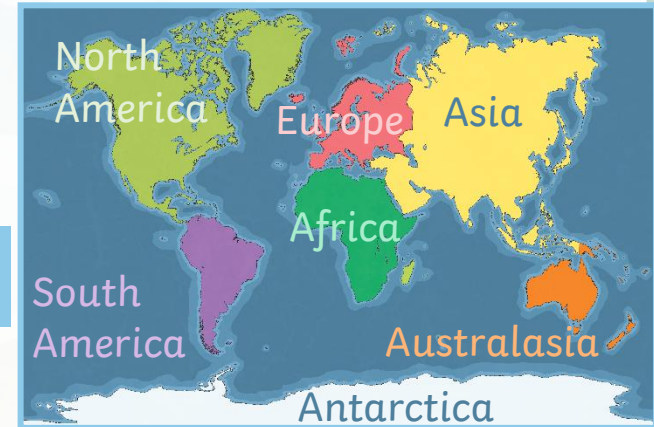 North
America
Europe
Asia
Africa
South
America
Australasia
Antarctica